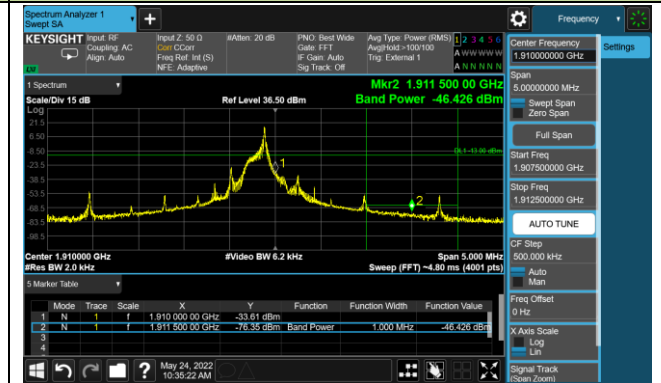 Spectrum Analyzer 1
Swept SA
+
Frequency
KEYSIGHT
Input: RF
Coupling: AC
Align: Auto
Input Z: 50 Ω
Corr CCorr
Freq Ref: Int (S)
NFE: Adaptive
#Atten: 20 dB
PNO: Best Wide
Gate: FFT
IF Gain: Auto
Sig Track: Off
Avg Type: Power (RMS)
Avg|Hold:>100/100
Trig: External 1
1 2 3 4 5 6
A W W W W W
A N N N N N
LXI
1 Spectrum
Scale/Div 15 dB
Ref Level 36.50 dBm
Mkr2 1.911 500 00 GHz
Band Power -46.426 dBm
Log
21.5
6.50
-8.50
-23.5
-38.5
-53.5
-68.5
-83.5
-98.5
DL1 -13.00 dBm
1
2
Center 1.910000 GHz
#Res BW 2.0 kHz
#Video BW 6.2 kHz
Span 5.000 MHz
Sweep (FFT) ~4.80 ms (4001 pts)
5 Marker Table
Mode Trace Scale X Y Function Function Width Function Value
1 N 1 f 1.910 000 00 GHz -33.61 dBm
2 N 1 f 1.911 500 00 GHz -76.35 dBm Band Power 1.000 MHz -46.426 dBm
3
4
May 24, 2022
10:35:22 AM
Center Frequency
1.910000000 GHz
Settings
Span
5.00000000 MHz
Swept Span
Zero Span
Full Span
Start Freq
1.907500000 GHz
Stop Freq
1.912500000 GHz
AUTO TUNE
CF Step
500.000 kHz
Auto
Man
Freq Offset
0 Hz
X Axis Scale
Log
Lin
Signal Track
(Span Zoom)